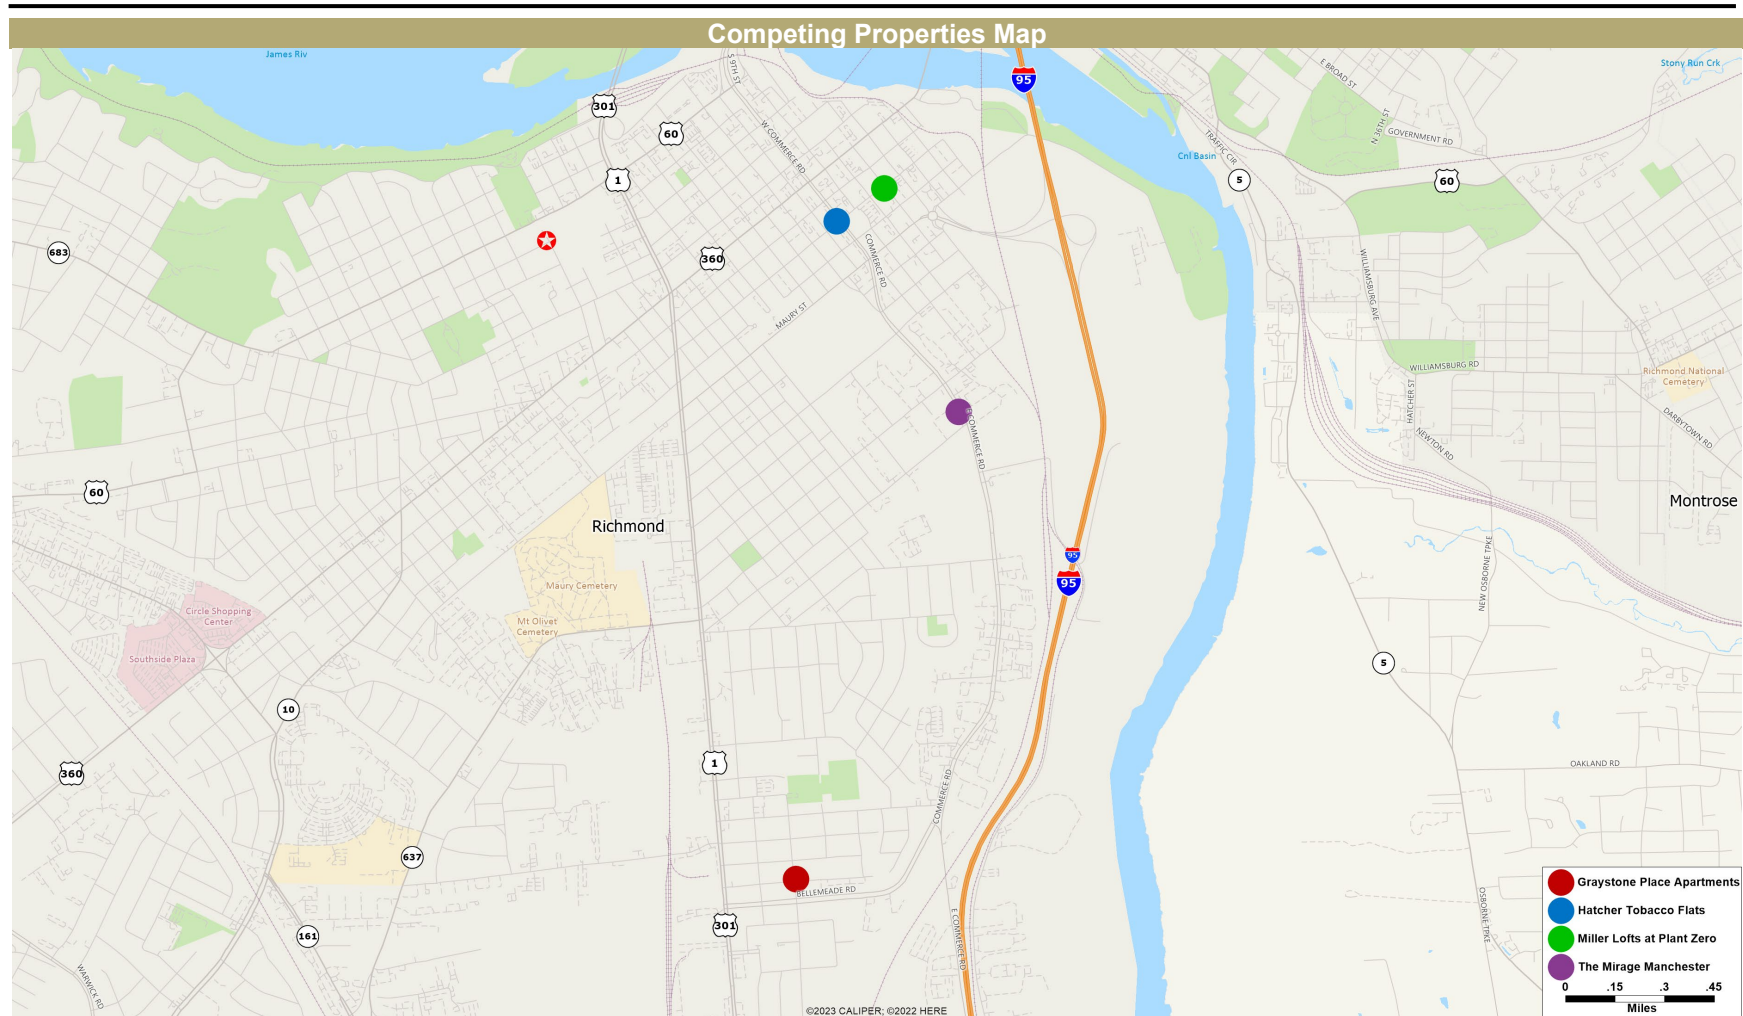 Competing Properties Map
James Riv
S 9TH ST
95
E BROAD ST
Stony Run Crk
301
60
W COMMERCE RD
N 36TH ST
GOVERNMENT RD
TRAFFIC CIR
Cnl Basin
1
5
60
683
360
COMMERCE RD
WILLIAMSBURG AVE
MAURY ST
WILLIAMSBURG RD
Richmond National
Cemetery
HATCHER ST
E COMMERCE RD
DARBYTOWN RD
NEWTON RD
60
Montrose
Richmond
95
95
NEW OSBORNE TPKE
Maury Cemetery
Circle Shopping
Center
Mt Olivet
Cemetery
Southside Plaza
5
10
1
360
OAKLAND RD
COMMERCE RD
637
BELLEMEADE RD
301
161
E COMMERCE RD
OSBORNE TPKE
WARWICK RD
Graystone Place Apartments
Hatcher Tobacco Flats
Miller Lofts at Plant Zero
The Mirage Manchester
0 .15 .3 .45
Miles
©2023 CALIPER; ©2022 HERE